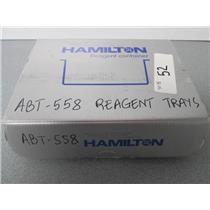 HAMILTON
Reagent container
52
ABT-558 REAGENT TRAYS
ABT-558
HAMILTON